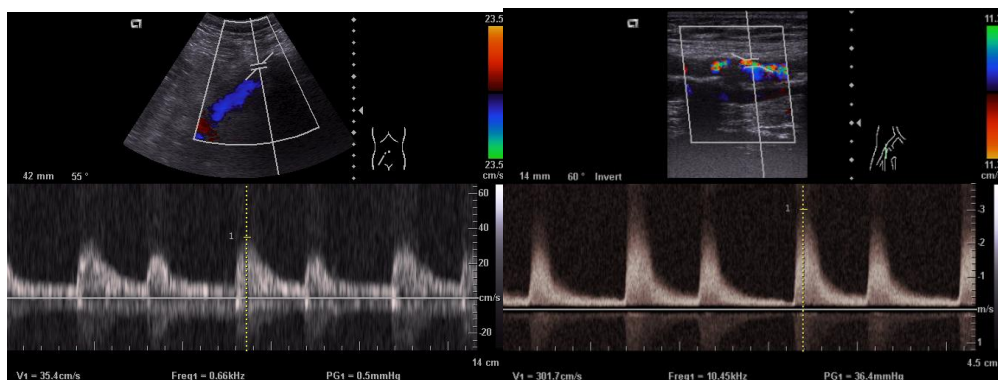 23.5
23.5
cm/s
42 mm 55 °
60
40
20
cm/s
-20
1
14 cm
V1 = 35.4cm/s Freq1 = 0.66kHz PG1 = 0.5mmHg
11.
11.
cm/s
14 mm 60 ° Invert
-3
-2
-1
m/s
1
1
4.5 cm
V1 = 301.7cm/s Freq1 = 10.45kHz PG1 = 36.4mmHg